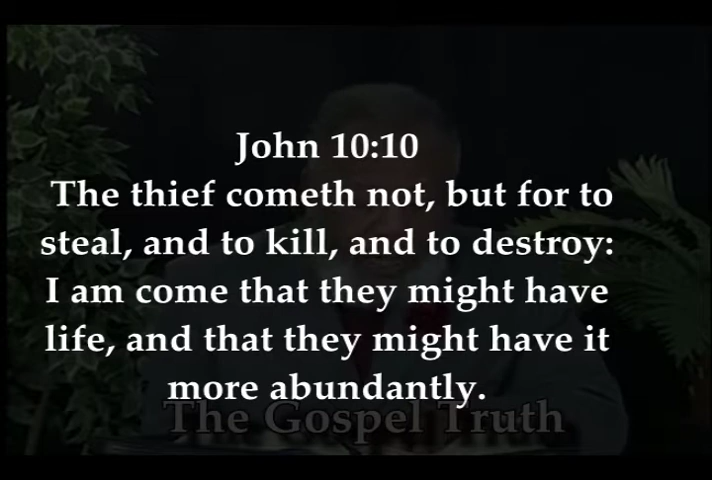 John 10:10
The thief cometh not, but for to
steal, and to kill, and to destroy:
I am come that they might have
life, and that they might have it
more abundantly.
The Gospel Truth